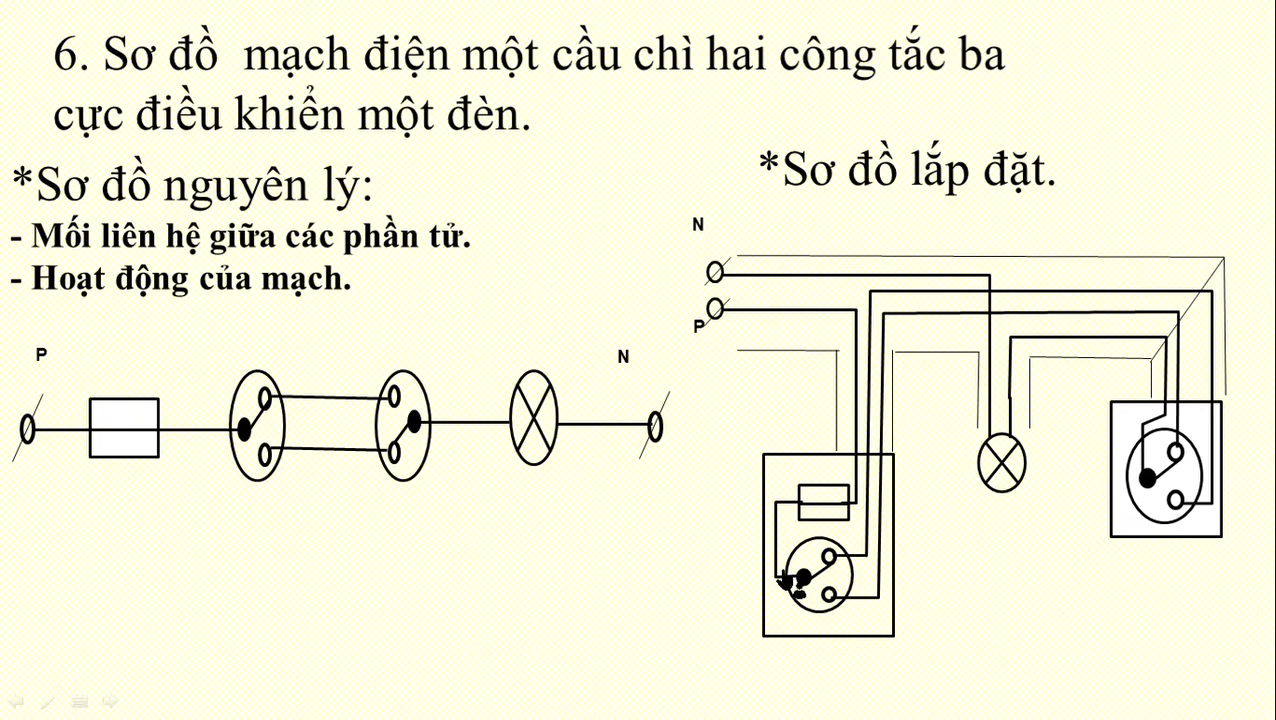 6. Sơ đồ mạch điện một cầu chì hai công tắc ba
cực điều khiển một đèn.
*Sơ đồ nguyên lý:
- Mối liên hệ giữa các phần tử.
- Hoạt động của mạch.
P
N
*Sơ đồ lắp đặt.
N
P